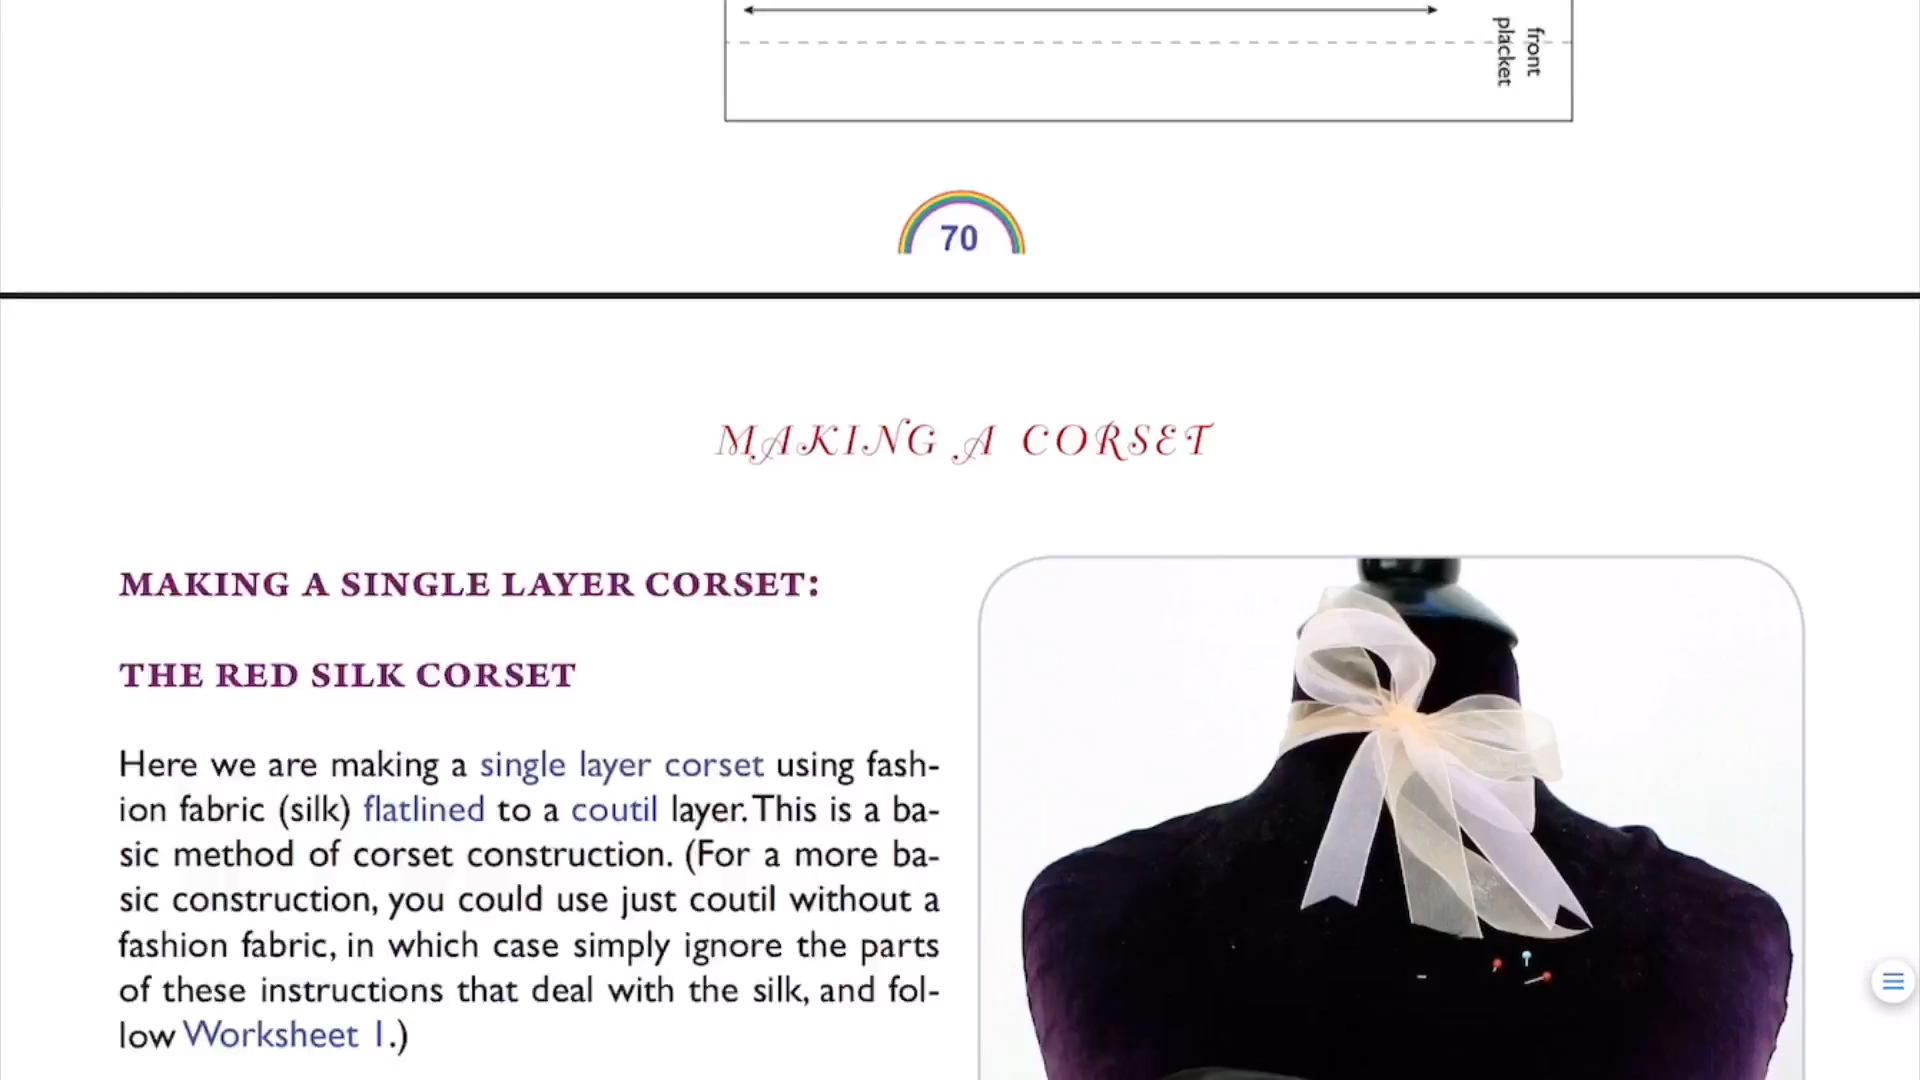 front
placket
70
MAKING A CORSET
MAKING A SINGLE LAYER CORSET:
THE RED SILK CORSET
Here we are making a single layer corset using fash-
ion fabric (silk) flatlined to a coutil layer. This is a ba-
sic method of corset construction. (For a more ba-
sic construction, you could use just coutil without a
fashion fabric, in which case simply ignore the parts
of these instructions that deal with the silk, and fol-
low Worksheet 1.)